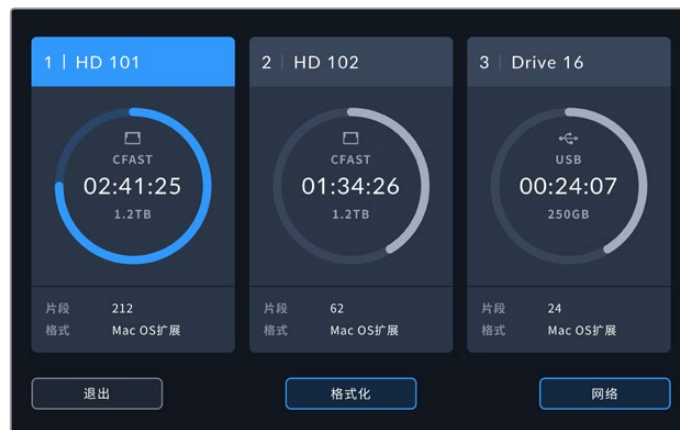 1 | HD 101
CFAST
02:41:25
1.2TB
片段 212
格式 Mac OS扩展
2 | HD 102
CFAST
01:34:26
1.2TB
片段 62
格式 Mac OS扩展
3 | Drive 16
USB
00:24:07
250GB
片段 24
格式 Mac OS扩展
退出
格式化
网络